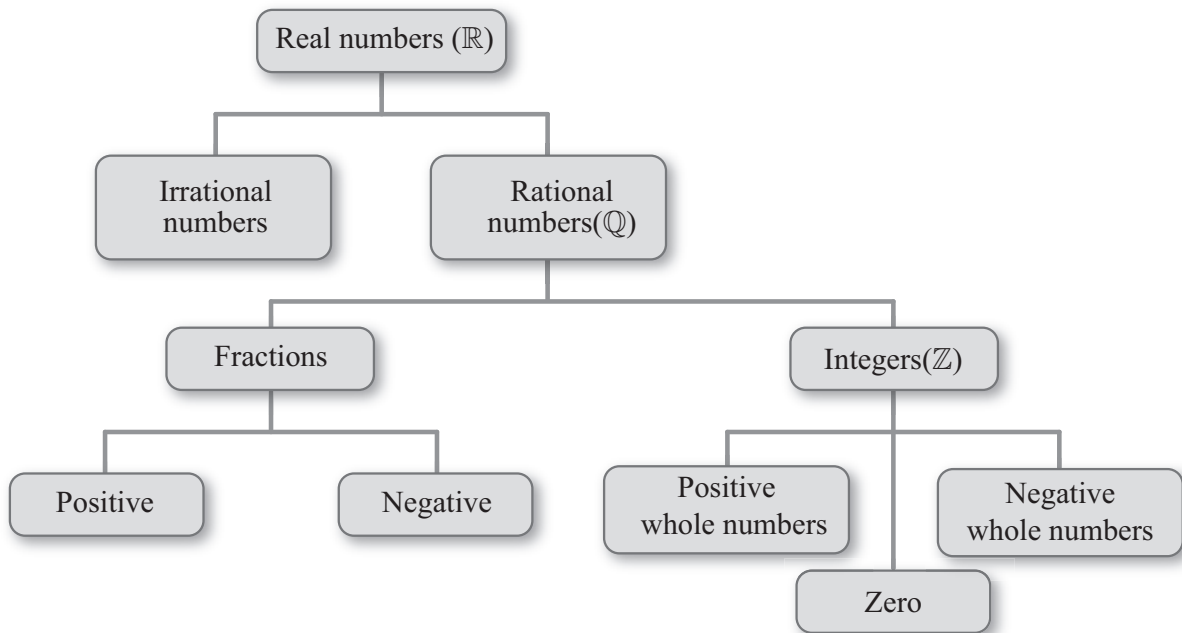 Real numbers (ℝ)
Irrational
numbers
Rational
numbers(ℚ)
Fractions
Integers(ℤ)
Positive
Negative
Positive
whole numbers
Negative
whole numbers
Zero